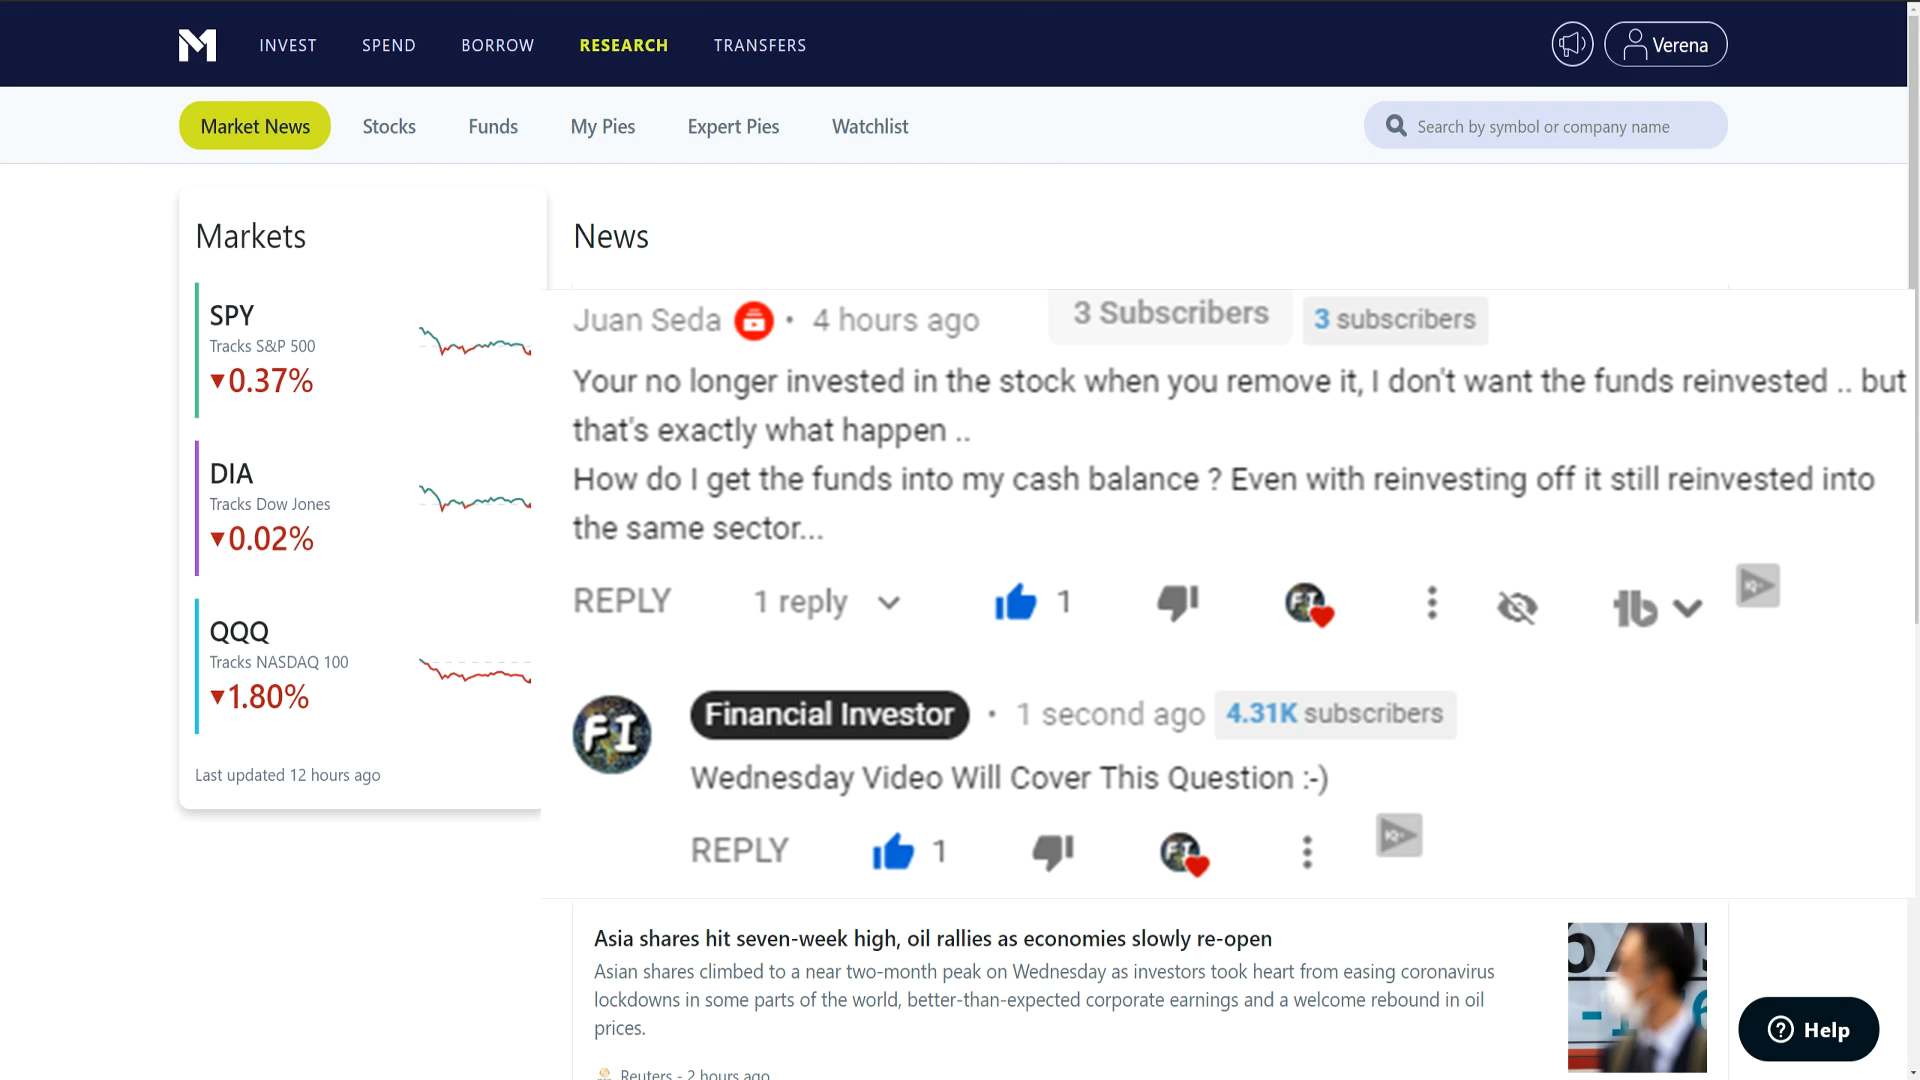 INVEST SPEND BORROW RESEARCH TRANSFERS
Verena
Market News Stocks Funds My Pies Expert Pies Watchlist
Search by symbol or company name
Markets
SPY
Tracks S&P 500
▼0.37%
DIA
Tracks Dow Jones
▼0.02%
QQQ
Tracks NASDAQ 100
▼1.80%
Last updated 12 hours ago
News
Juan Seda • 4 hours ago 3 Subscribers 3 subscribers
Your no longer invested in the stock when you remove it, I don't want the funds reinvested .. but
that's exactly what happen ..
How do I get the funds into my cash balance ? Even with reinvesting off it still reinvested into
the same sector...
REPLY 1 reply 1
FI
Financial Investor • 1 second ago 4.31K subscribers
Wednesday Video Will Cover This Question :-)
REPLY 1
Asia shares hit seven-week high, oil rallies as economies slowly re-open
Asian shares climbed to a near two-month peak on Wednesday as investors took heart from easing coronavirus
lockdowns in some parts of the world, better-than-expected corporate earnings and a welcome rebound in oil
prices.
Reuters - 2 hours ago
Help